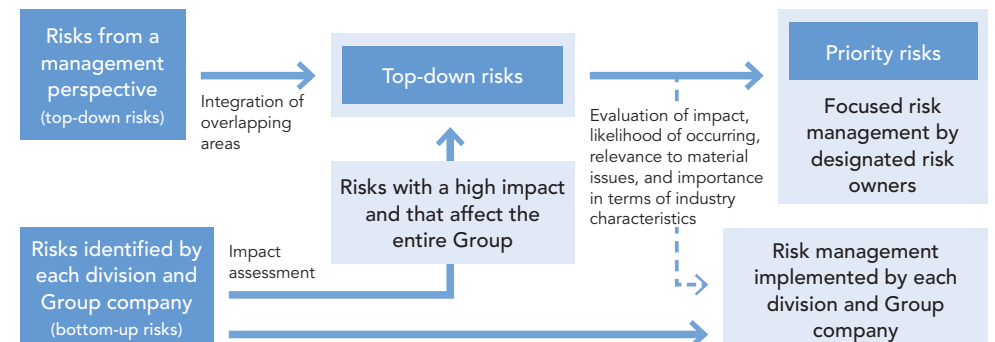 Risks from a
management
perspective
(top-down risks)
Integration of
overlapping
areas
Top-down risks
Evaluation of impact,
likelihood of occurring,
relevance to material
issues, and importance
in terms of industry
characteristics
Priority risks
Focused risk
management by
designated risk
owners
Risks with a high impact
and that affect the
entire Group
Risks identified by
each division and
Group company
(bottom-up risks)
Impact
assessment
Risk management
implemented by each
division and Group
company